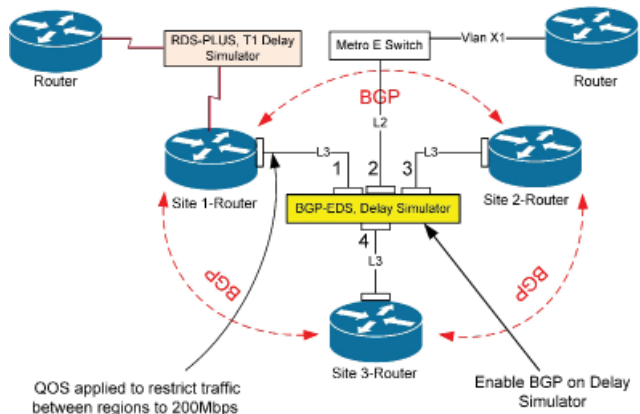 RDS-PLUS, T1 Delay
Simulator
Metro E Switch
Vlan X1
Router
Router
BGP
L2
L3
L3
1
2
3
Site 1-Router
Site 2-Router
BGP-EDS, Delay Simulator
4
L3
BGP
BGP
Site 3-Router
QOS applied to restrict traffic
between regions to 200Mbps
Enable BGP on Delay
Simulator